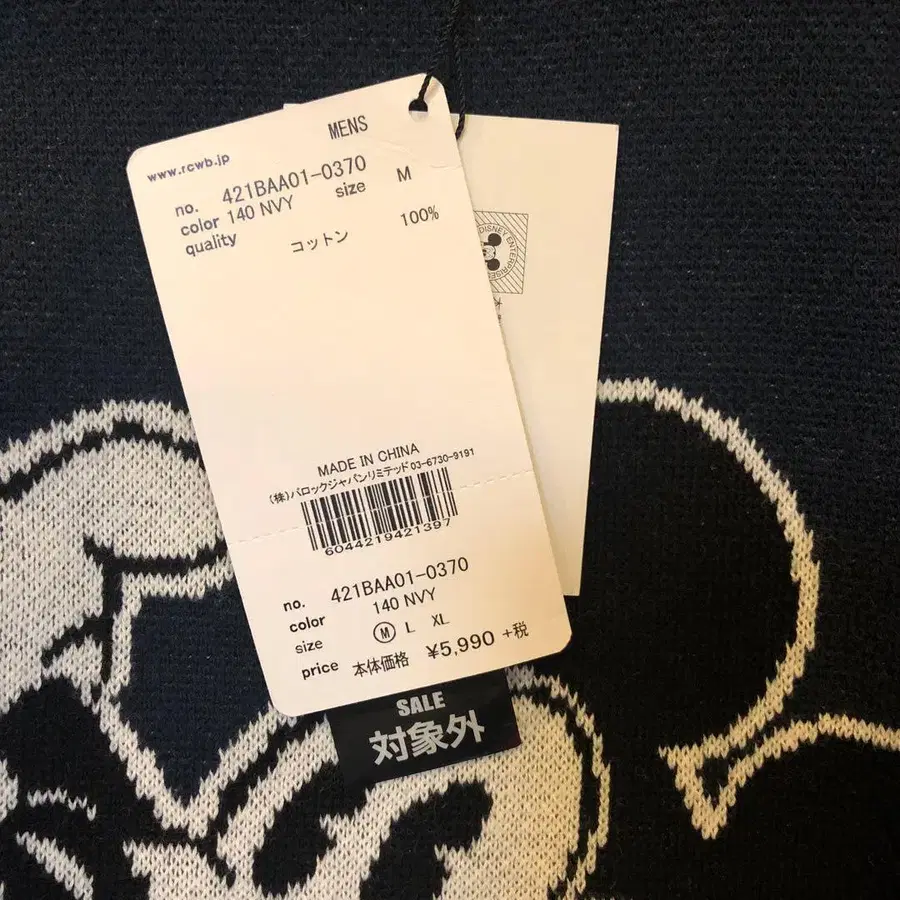 MENS
www.rcwb.jp
no. 421BAA01-0370
color 140 NVY size M
quality コットン 100%
DISNEY ENTERPRISES
MADE IN CHINA
(株)バロックジャパンリミテッド 03-6730-9191
6044219421397
no. 421BAA01-0370
color 140 NVY
size M L XL
price 本体価格 ¥5,990 +税
SALE
対象外